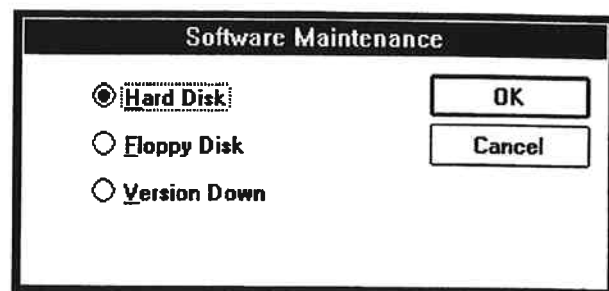 Software Maintenance
Hard Disk
OK
Floppy Disk
Cancel
Version Down